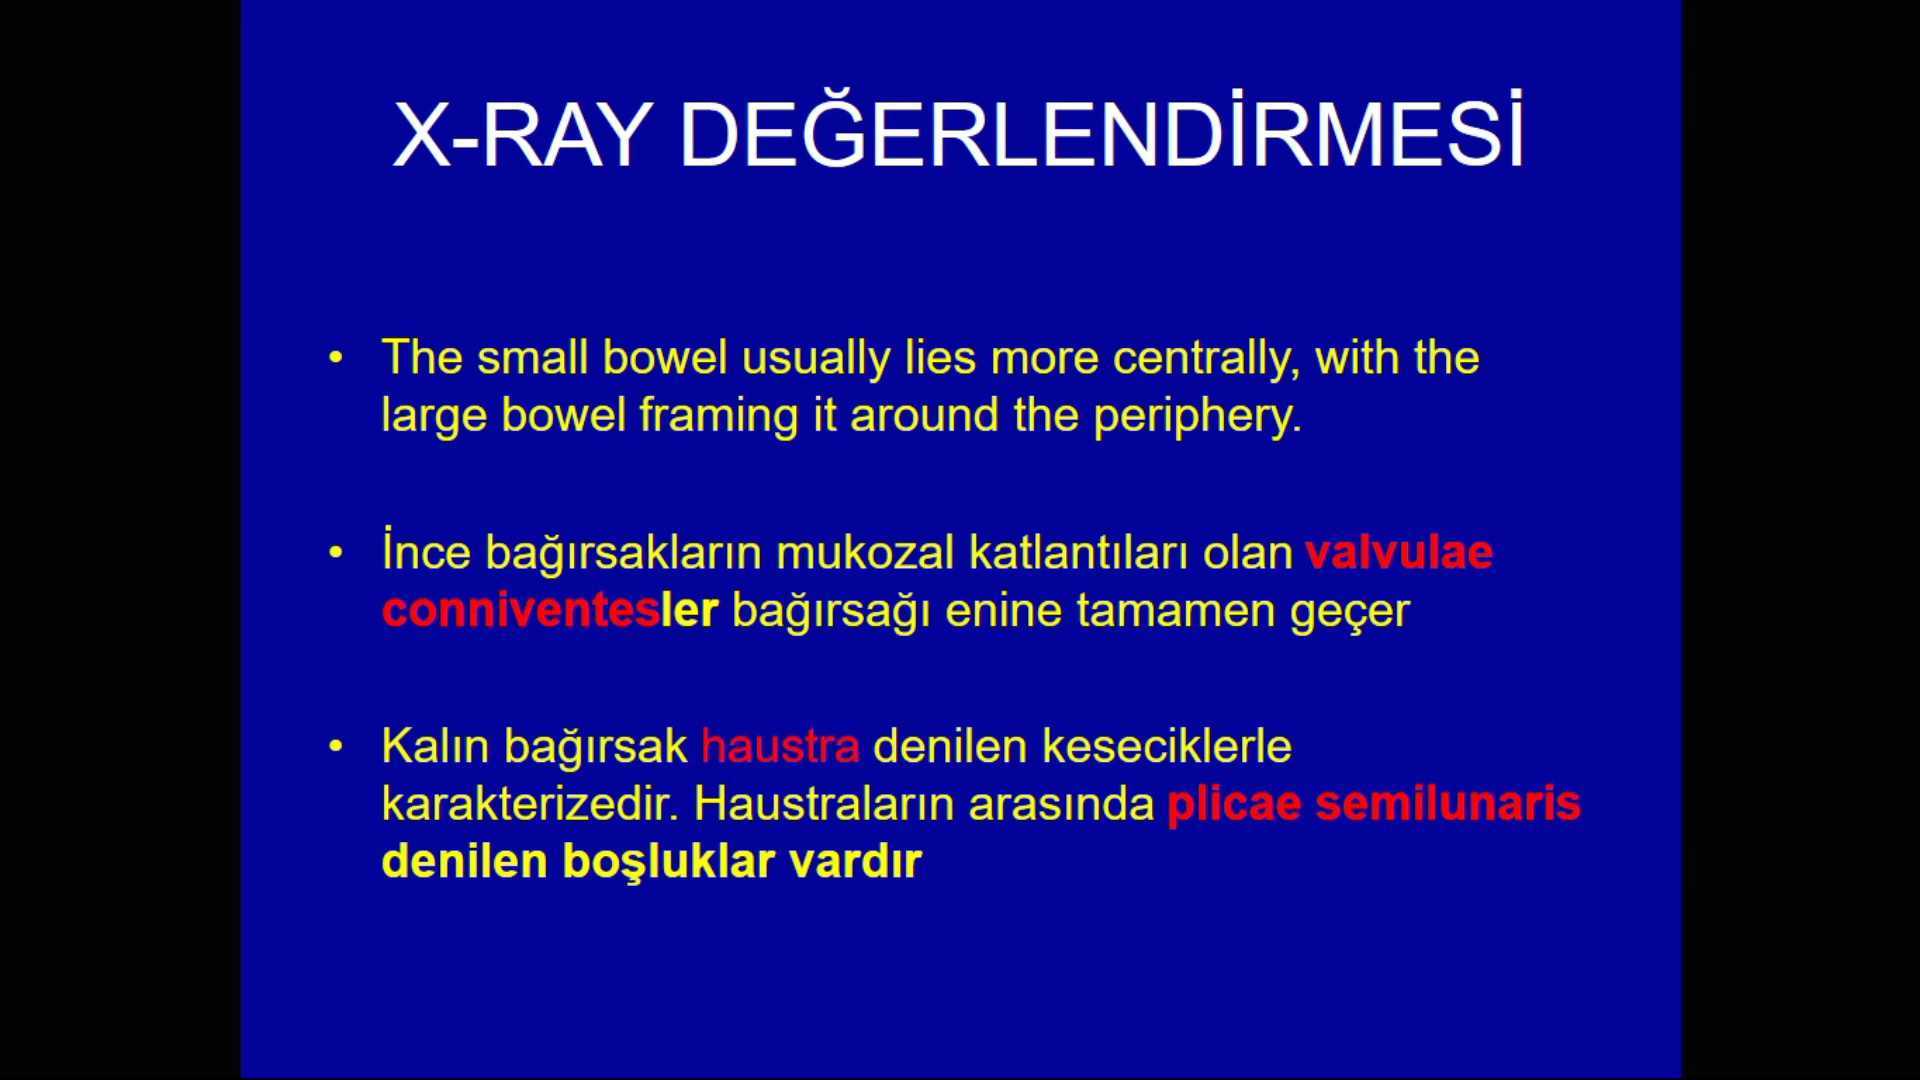 X-RAY DEĞERLENDİRMESİ
• The small bowel usually lies more centrally, with the
large bowel framing it around the periphery.
• İnce bağırsakların mukozal katlantıları olan valvulae
conniventesler bağırsağı enine tamamen geçer
• Kalın bağırsak haustra denilen keseciklerle
karakterizedir. Haustraların arasında plicae semilunaris
denilen boşluklar vardır